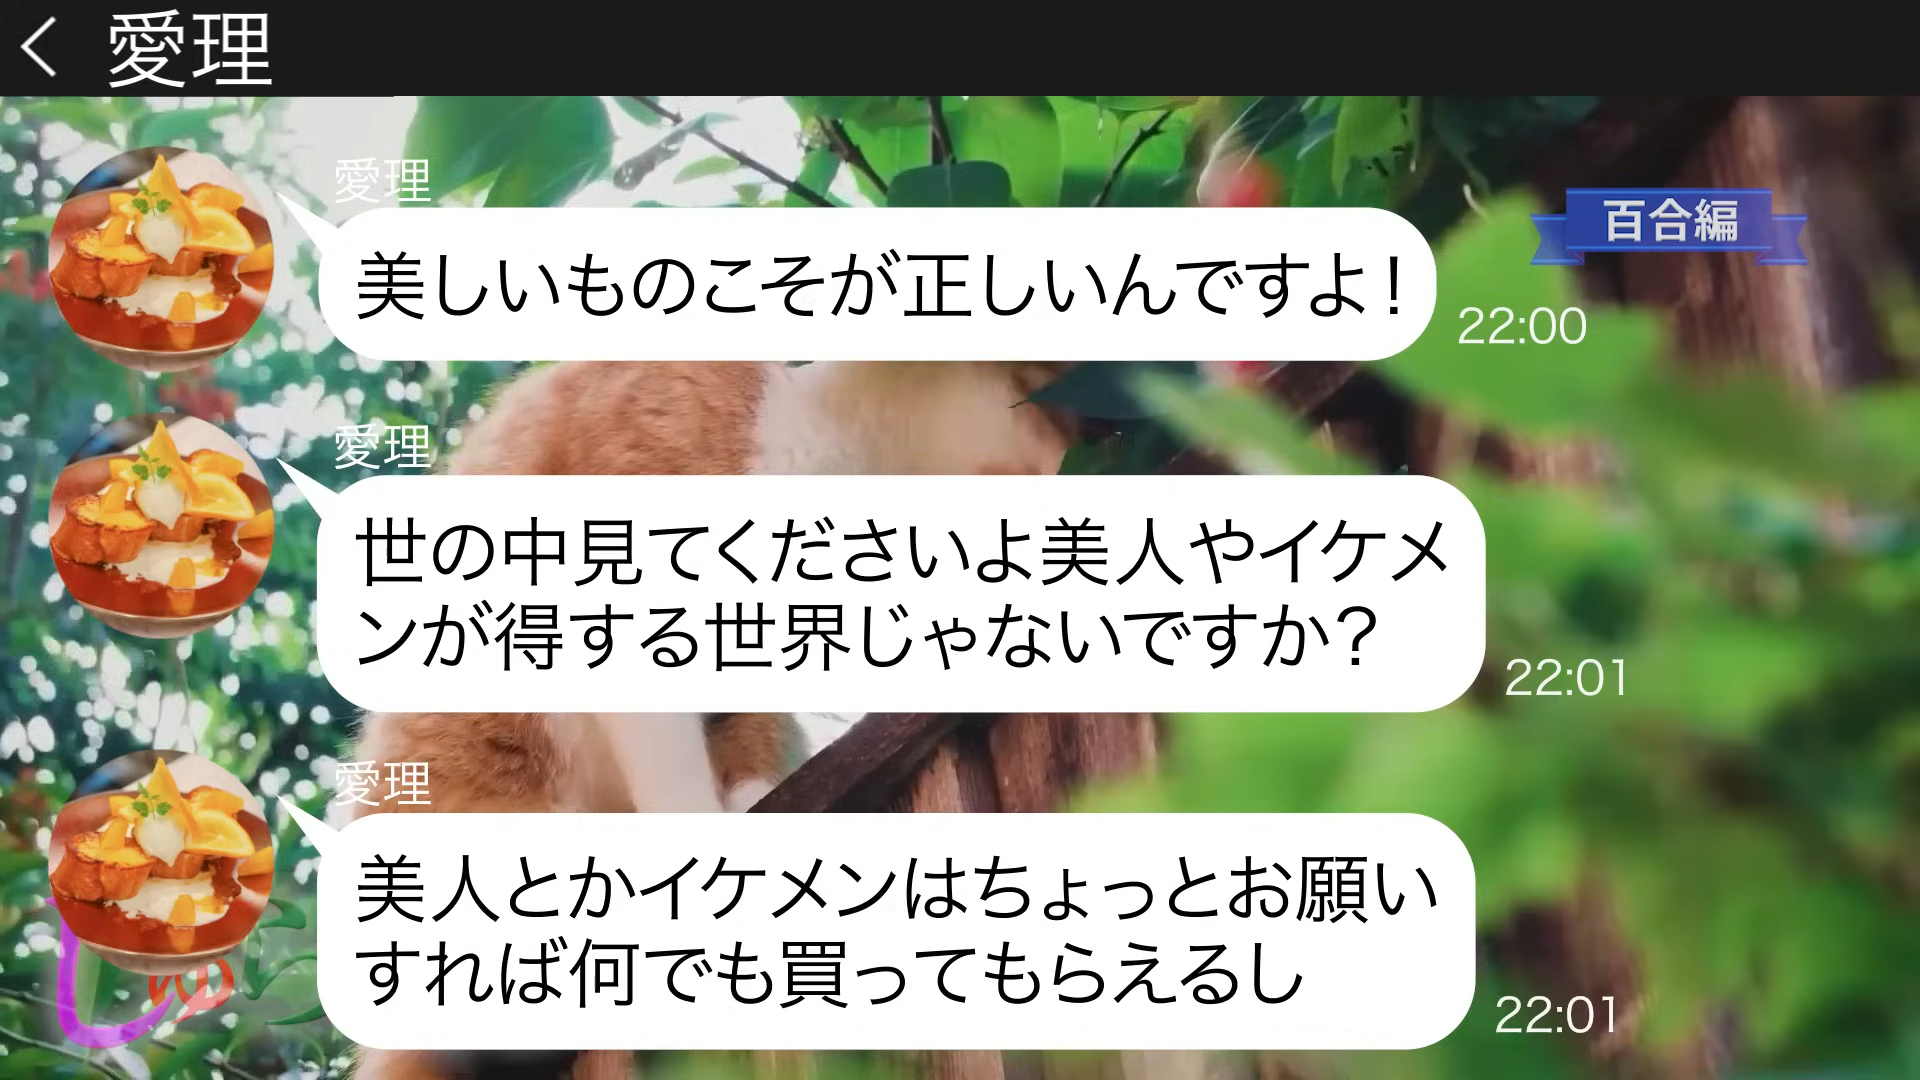 愛理
愛理
美しいものこそが正しいんですよ！
百合編
22:00
愛理
世の中見てくださいよ美人やイケメ
ンが得する世界じゃないですか？
22:01
愛理
美人とかイケメンはちょっとお願い
すれば何でも買ってもらえるし
22:01